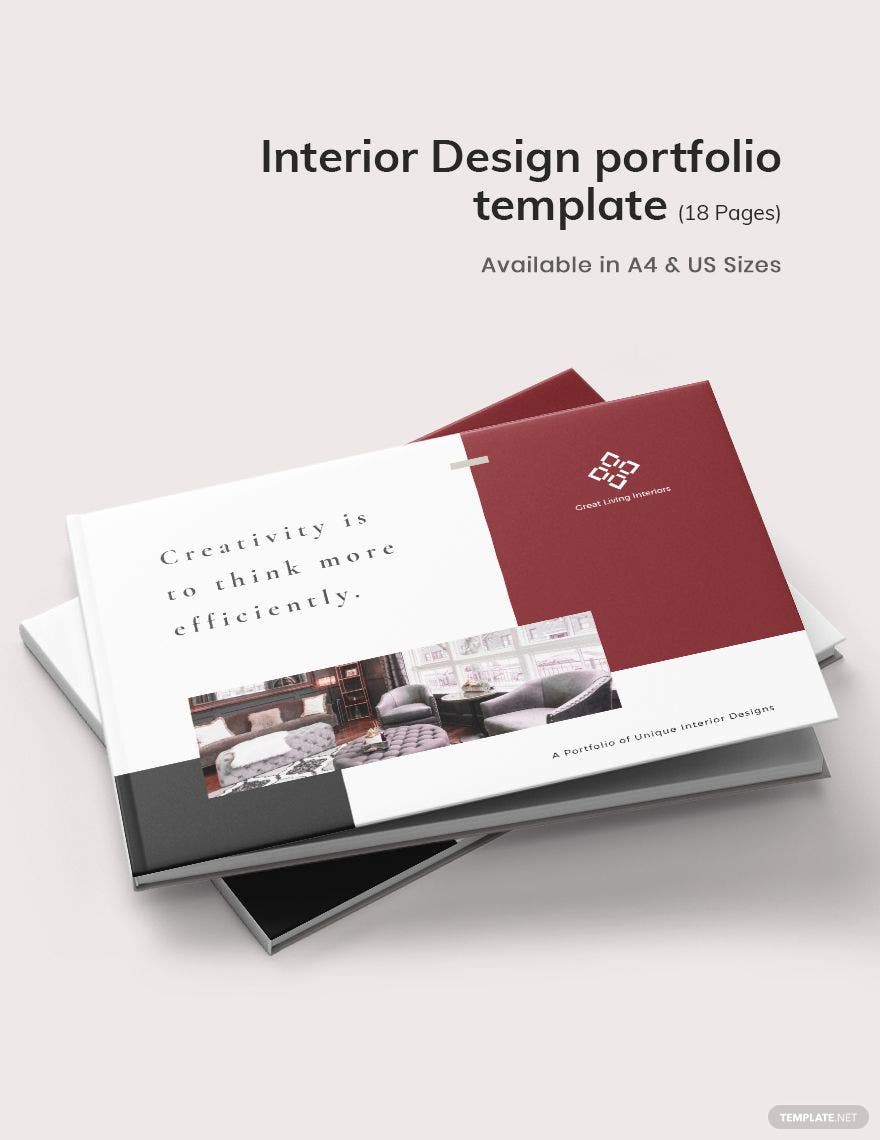 Interior Design portfolio
template (18 Pages)
Available in A4 & US Sizes
Great Living Interiors
Creativity is
to think more
efficiently.
A Portfolio of Unique Interior Designs
TEMPLATE.NET